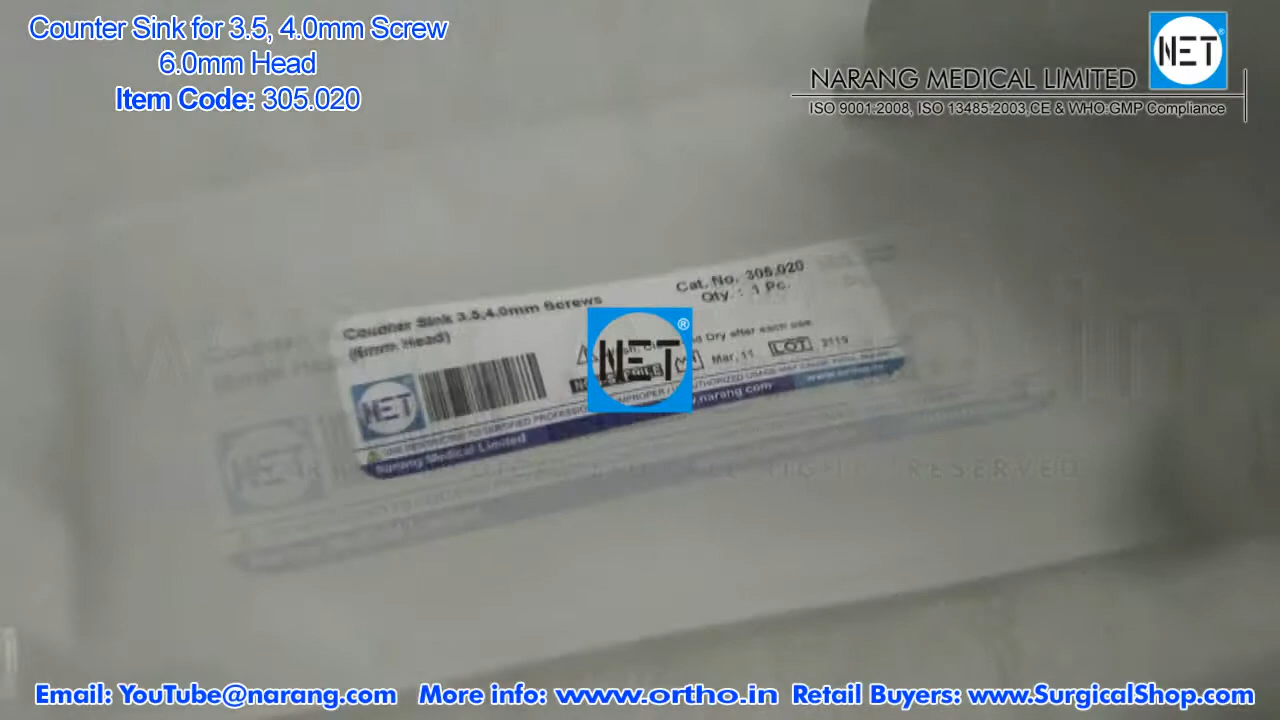 Counter Sink for 3.5, 4.0mm Screw
6.0mm Head
Item Code: 305.020
NET®
NARANG MEDICAL LIMITED
ISO 9001:2008, ISO 13485:2003,CE & WHO:GMP Compliance
Counter Sink 3.5,4.0mm Screws
(6mm Head)
Cat. No. 305.020
Qty. : 1 Pc.
Dry after each use
Mar, 11 LOT 2119
NET
NET®
Narang Medical Limited
.narang.com
RESERVED
Email: YouTube@narang.com More info: www.ortho.in Retail Buyers: www.SurgicalShop.com